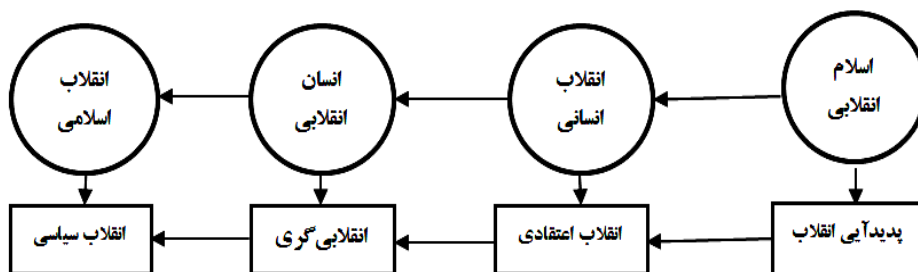 اسلام
انقلابی
انقلاب
انسانی
انسان
انقلابی
انقلاب
اسلامی
پدیدآیی انقلاب
انقلاب اعتقادی
انقلابی‌گری
انقلاب سیاسی